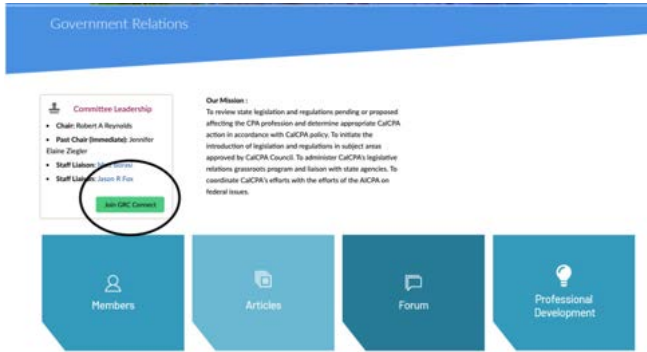 Government Relations
Committee Leadership
• Chair: Robert A Reynolds
• Past Chair (Immediate): Jennifer
Elaine Ziegler
• Staff Liaison:
• Staff Liaison: Jason R Fox
Join GRC Connect
Our Mission :
To review state legislation and regulations pending or proposed
affecting the CPA profession and determine appropriate CalCPA
action in accordance with CalCPA policy. To initiate the
introduction of legislation and regulations in subject areas
approved by CalCPA Council. To administer CalCPA's legislative
relations grassroots program and liaison with state agencies. To
coordinate CalCPA's efforts with the efforts of the AICPA on
federal issues.
Members
Articles
Forum
Professional
Development